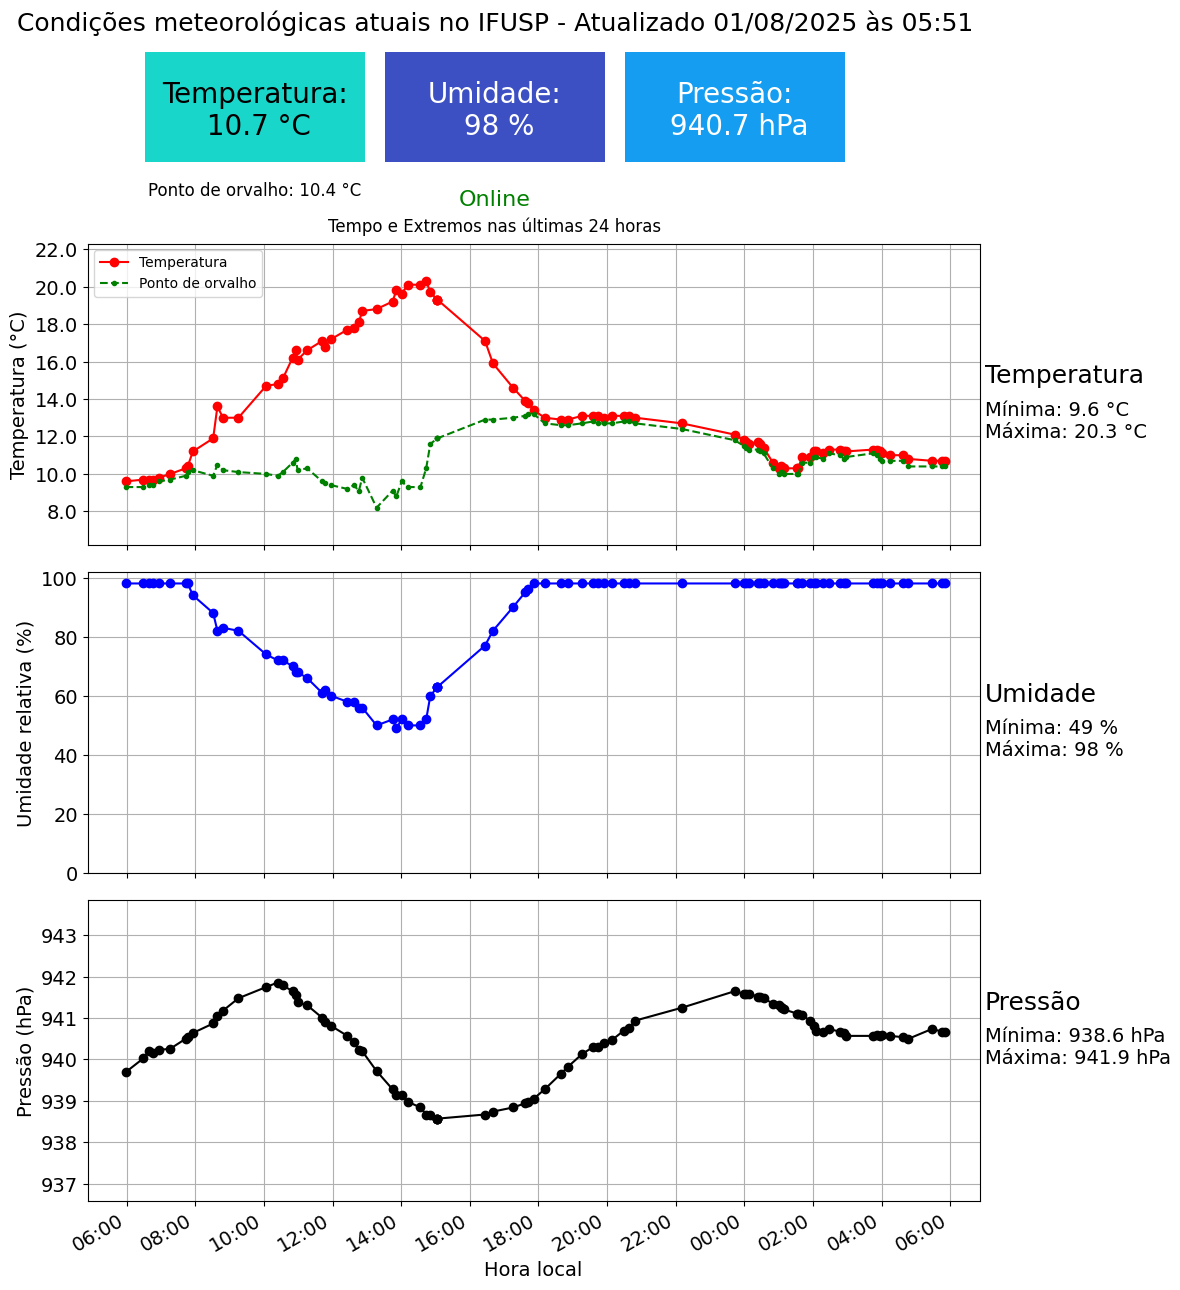 Condições meteorológicas atuais no IFUSP - Atualizado 01/08/2025 às 05:51
Temperatura:
10.7 °C
Umidade:
98 %
Pressão:
940.7 hPa
Ponto de orvalho: 10.4 °C
Online
Tempo e Extremos nas últimas 24 horas
Temperatura
Ponto de orvalho
Temperatura (°C)
22.0
20.0
18.0
16.0
14.0
12.0
10.0
8.0
Temperatura
Mínima: 9.6 °C
Máxima: 20.3 °C
Umidade relativa (%)
100
80
60
40
20
0
Umidade
Mínima: 49 %
Máxima: 98 %
Pressão (hPa)
943
942
941
940
939
938
937
Pressão
Mínima: 938.6 hPa
Máxima: 941.9 hPa
06:00
08:00
10:00
12:00
14:00
16:00
18:00
20:00
22:00
00:00
02:00
04:00
06:00
Hora local